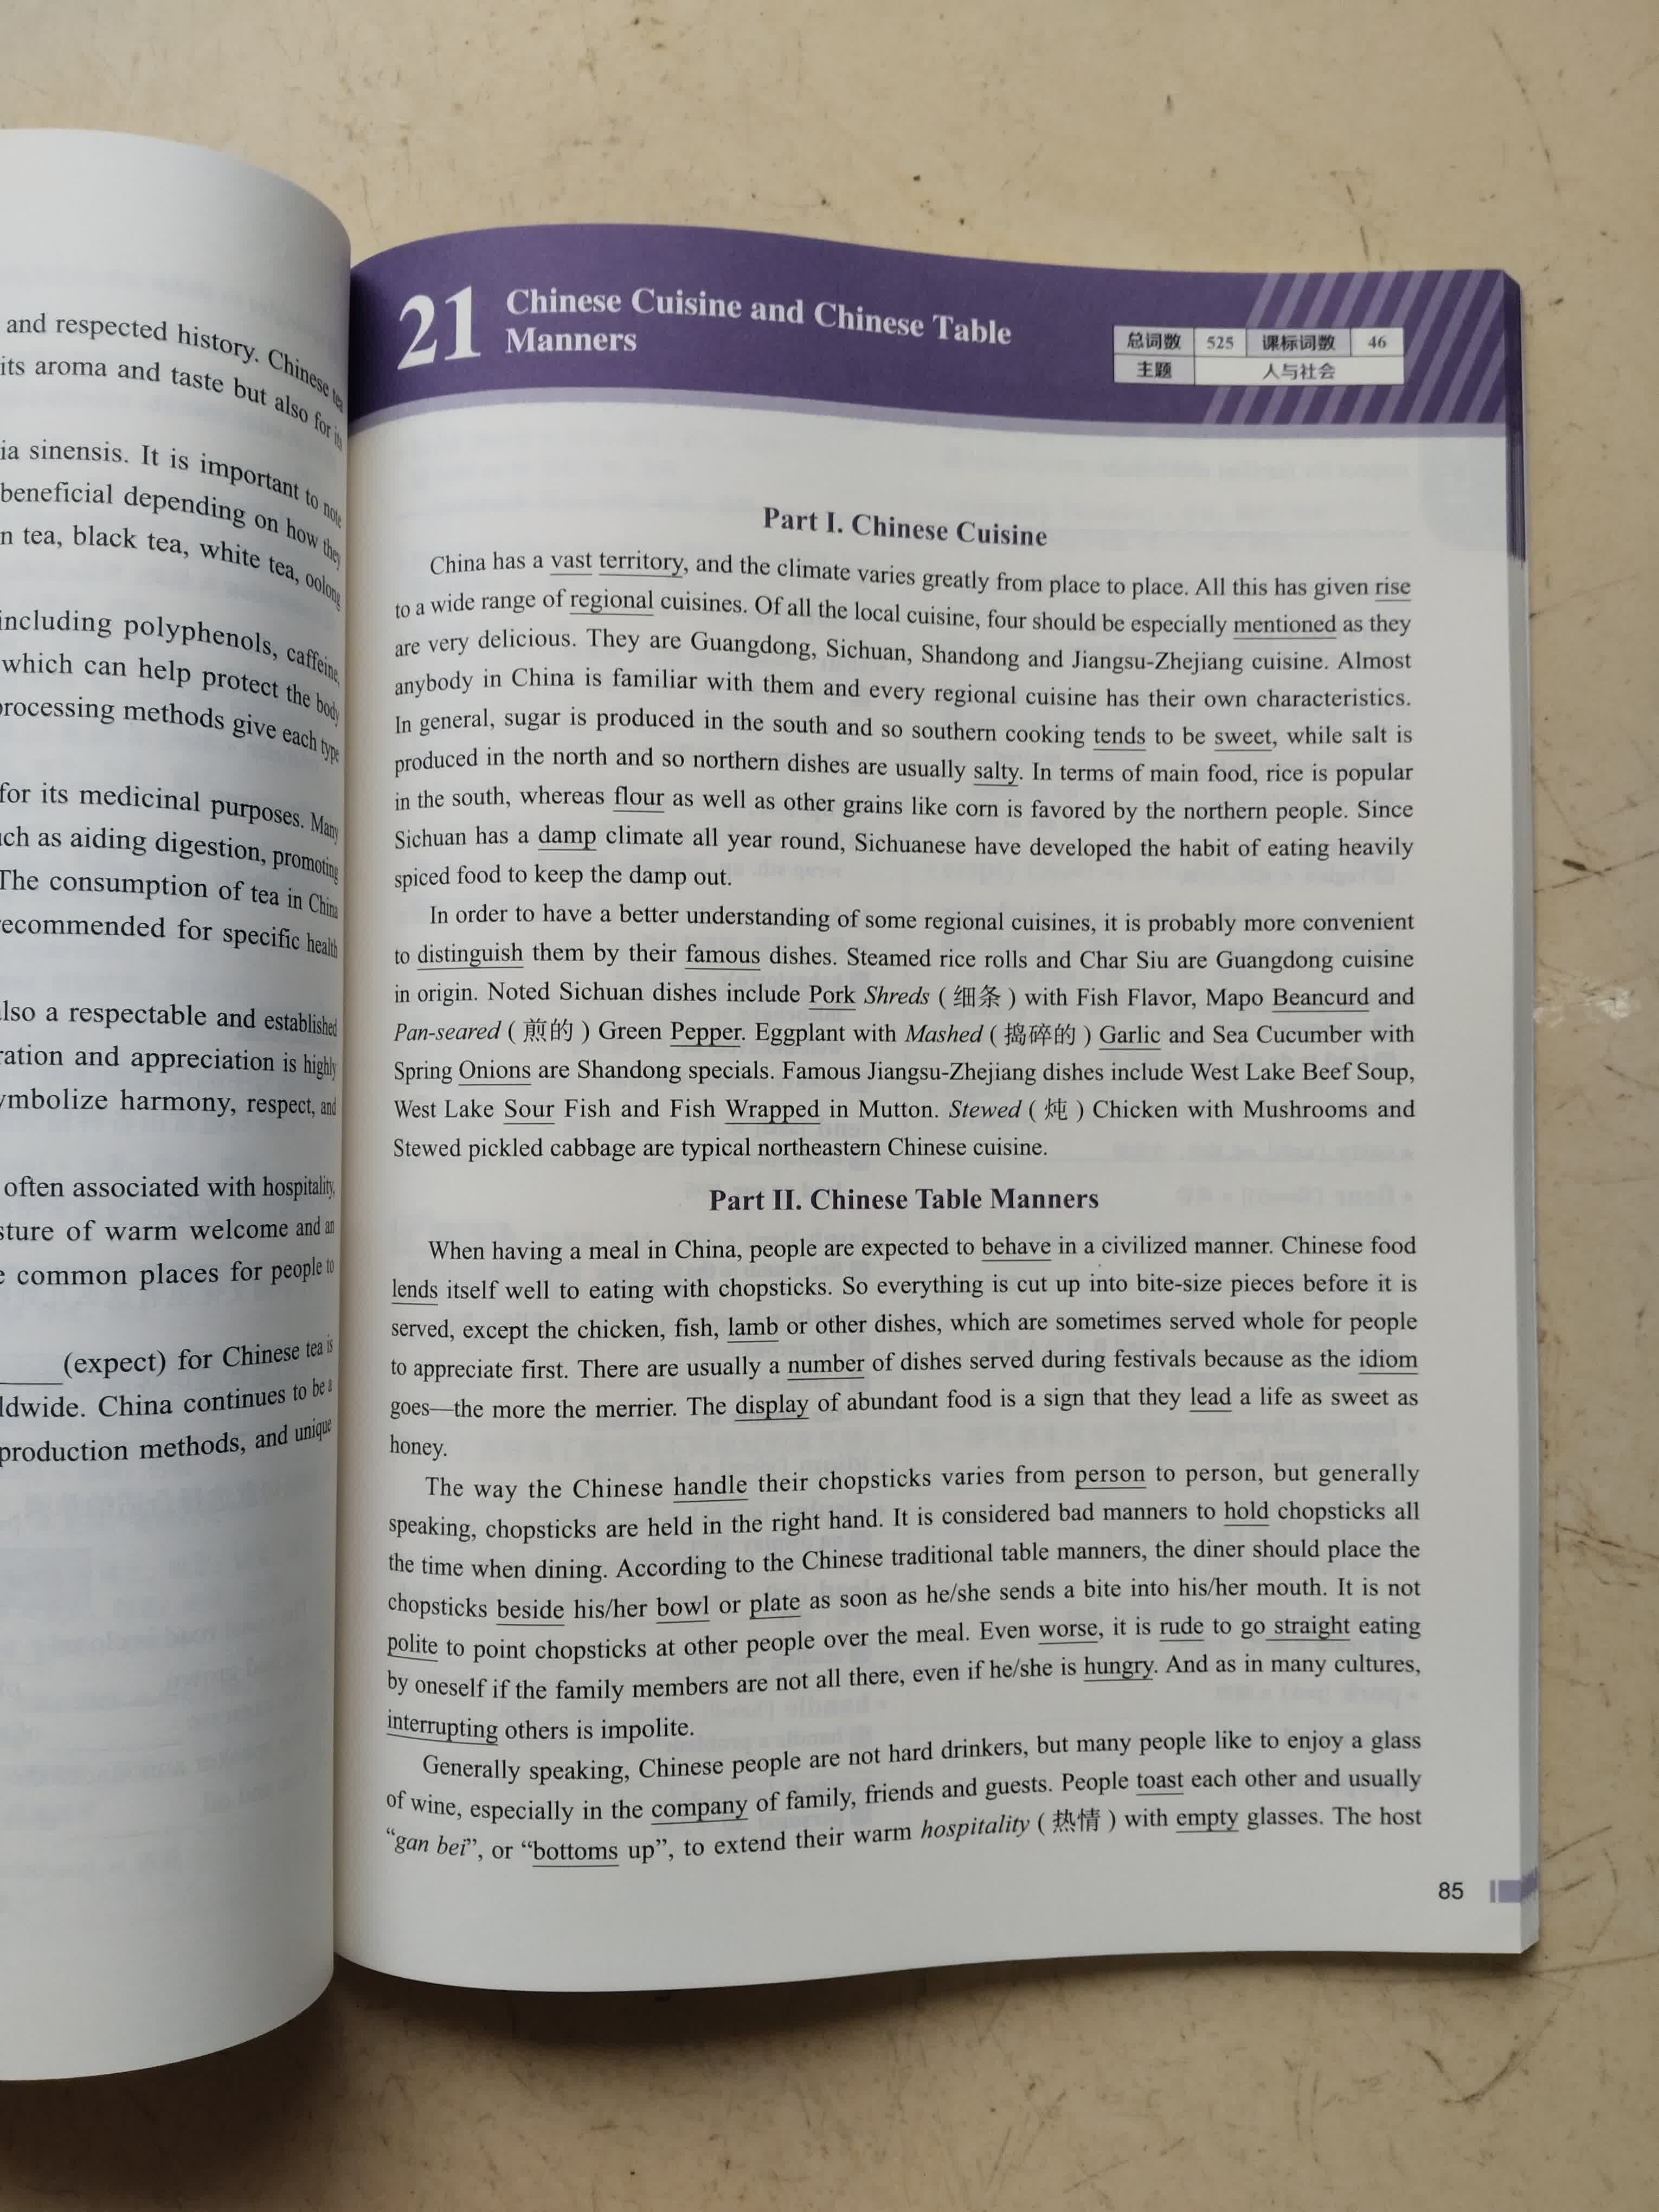 and respected history. Chinese tea
its aroma and taste but also for its
ia sinensis. It is important to note
beneficial depending on how they
n tea, black tea, white tea, oolong
including polyphenols, caffeine,
which can help protect the body
rocessing methods give each type
for its medicinal purposes. Many
ch as aiding digestion, promoting
The consumption of tea in China
recommended for specific health
also a respectable and established
ration and appreciation is highly
ymbolize harmony, respect, and
often associated with hospitality,
sture of warm welcome and an
e common places for people to
(expect) for Chinese tea is
ldwide. China continues to be a
production methods, and unique
21 Chinese Cuisine and Chinese Table
Manners
总词数 525 课标词数 46
主题 人与社会
Part I. Chinese Cuisine
China has a vast territory, and the climate varies greatly from place to place. All this has given rise
to a wide range of regional cuisines. Of all the local cuisine, four should be especially mentioned as they
are very delicious. They are Guangdong, Sichuan, Shandong and Jiangsu-Zhejiang cuisine. Almost
anybody in China is familiar with them and every regional cuisine has their own characteristics.
In general, sugar is produced in the south and so southern cooking tends to be sweet, while salt is
produced in the north and so northern dishes are usually salty. In terms of main food, rice is popular
in the south, whereas flour as well as other grains like corn is favored by the northern people. Since
Sichuan has a damp climate all year round, Sichuanese have developed the habit of eating heavily
spiced food to keep the damp out.
In order to have a better understanding of some regional cuisines, it is probably more convenient
to distinguish them by their famous dishes. Steamed rice rolls and Char Siu are Guangdong cuisine
in origin. Noted Sichuan dishes include Pork Shreds (细条) with Fish Flavor, Mapo Beancurd and
Pan-seared (煎的) Green Pepper. Eggplant with Mashed (捣碎的) Garlic and Sea Cucumber with
Spring Onions are Shandong specials. Famous Jiangsu-Zhejiang dishes include West Lake Beef Soup,
West Lake Sour Fish and Fish Wrapped in Mutton. Stewed (炖) Chicken with Mushrooms and
Stewed pickled cabbage are typical northeastern Chinese cuisine.
Part II. Chinese Table Manners
When having a meal in China, people are expected to behave in a civilized manner. Chinese food
lends itself well to eating with chopsticks. So everything is cut up into bite-size pieces before it is
served, except the chicken, fish, lamb or other dishes, which are sometimes served whole for people
to appreciate first. There are usually a number of dishes served during festivals because as the idiom
goes—the more the merrier. The display of abundant food is a sign that they lead a life as sweet as
honey.
The way the Chinese handle their chopsticks varies from person to person, but generally
speaking, chopsticks are held in the right hand. It is considered bad manners to hold chopsticks all
the time when dining. According to the Chinese traditional table manners, the diner should place the
chopsticks beside his/her bowl or plate as soon as he/she sends a bite into his/her mouth. It is not
polite to point chopsticks at other people over the meal. Even worse, it is rude to go straight eating
by oneself if the family members are not all there, even if he/she is hungry. And as in many cultures,
interrupting others is impolite.
Generally speaking, Chinese people are not hard drinkers, but many people like to enjoy a glass
of wine, especially in the company of family, friends and guests. People toast each other and usually
“gan bei”, or “bottoms up”, to extend their warm hospitality (热情) with empty glasses. The host
85